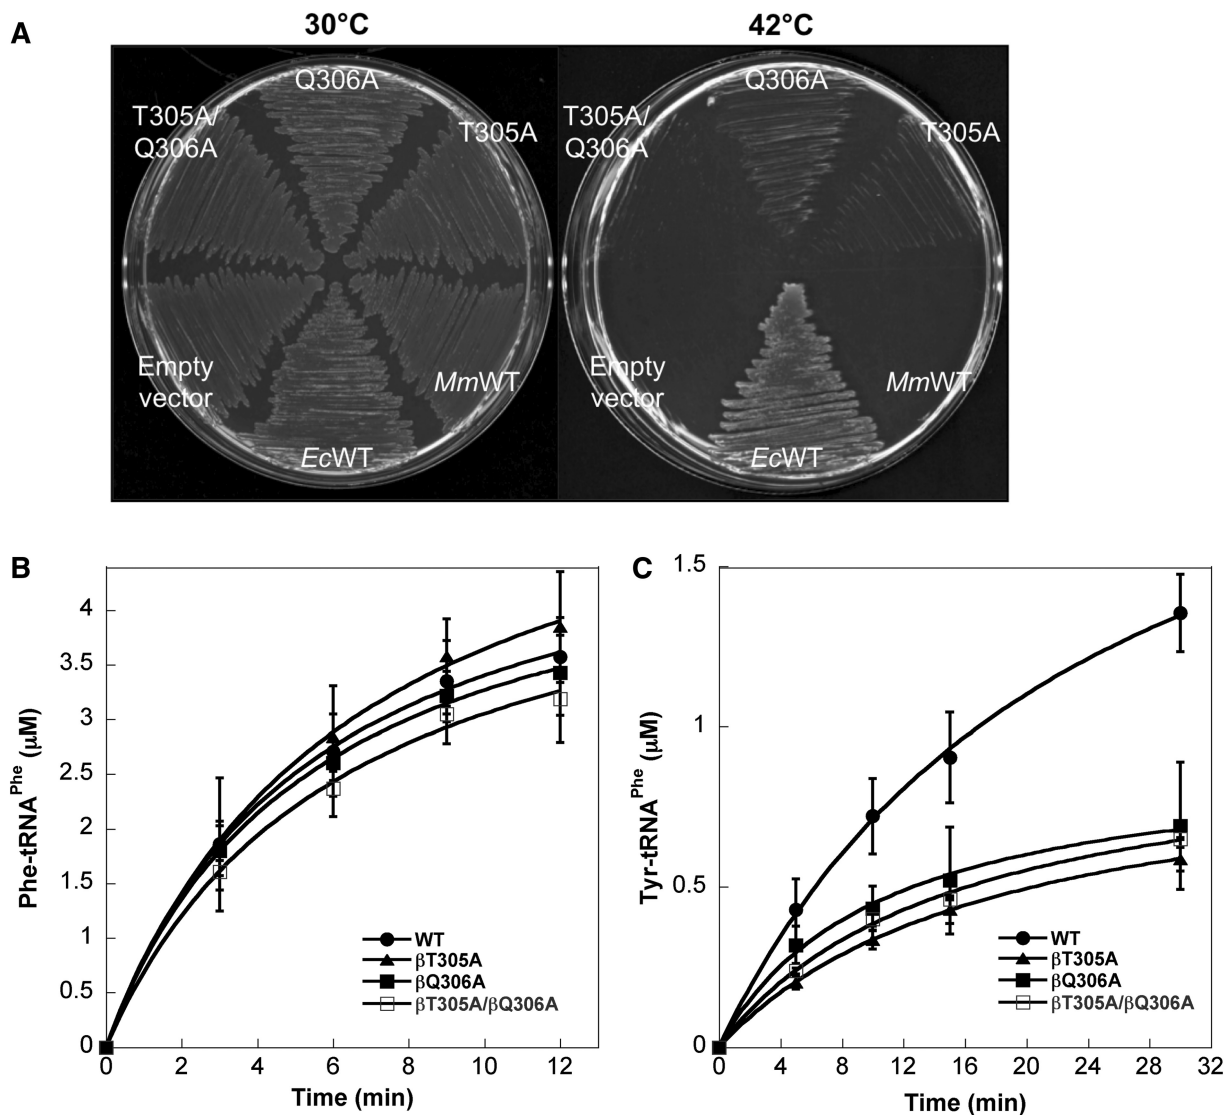 A
30°C
42°C
Q306A
T305A/
Q306A
T305A
Empty
vector
MmWT
EcWT
Q306A
T305A/
Q306A
T305A
Empty
vector
MmWT
EcWT
B
Phe-tRNAPhe (µM)
4
3.5
3
2.5
2
1.5
1
0.5
0
0 2 4 6 8 10 12
Time (min)
WT
βT305A
βQ306A
βT305A/βQ306A
C
Tyr-tRNAPhe (µM)
1.5
1
0.5
0
0 4 8 12 16 20 24 28 32
Time (min)
WT
βT305A
βQ306A
βT305A/βQ306A